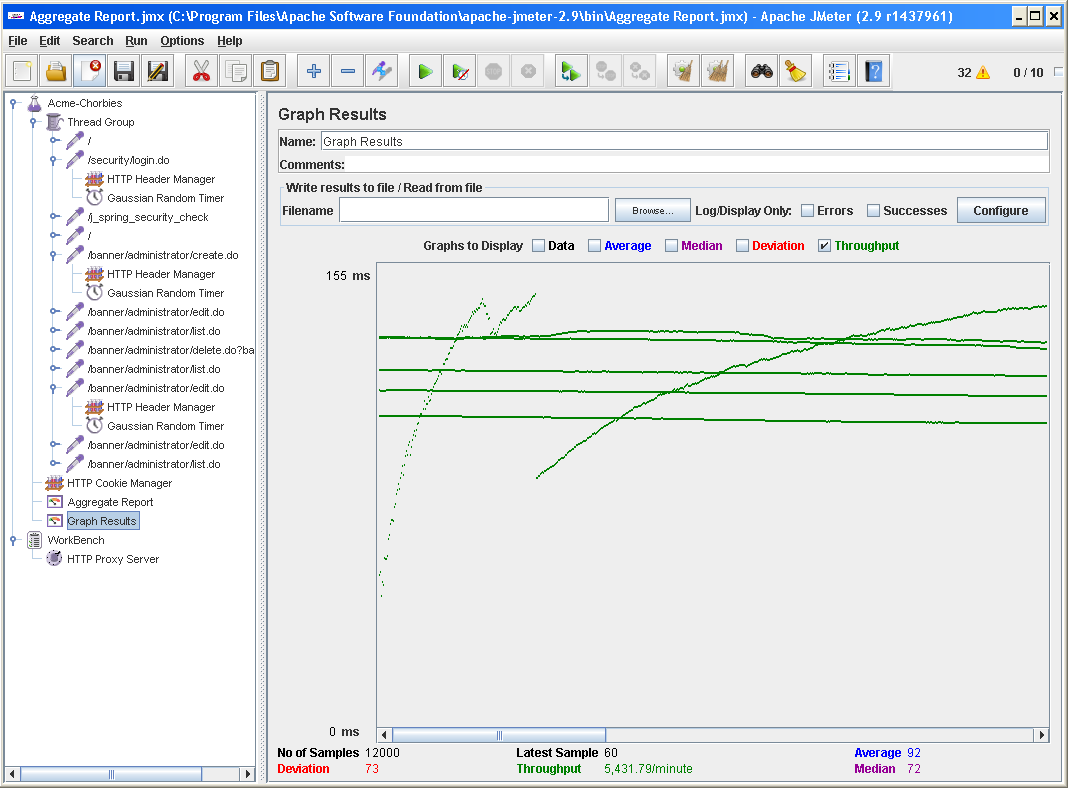 Aggregate Report.jmx (C:\Program Files\Apache Software Foundation\apache-jmeter-2.9\bin\Aggregate Report.jmx) - Apache JMeter (2.9 r1437961)
File Edit Search Run Options Help
32 0 / 10
Acme-Chorbies
Thread Group
/
/security/login.do
HTTP Header Manager
Gaussian Random Timer
/j_spring_security_check
/
/banner/administrator/create.do
HTTP Header Manager
Gaussian Random Timer
/banner/administrator/edit.do
/banner/administrator/list.do
/banner/administrator/delete.do?ba
/banner/administrator/list.do
/banner/administrator/edit.do
HTTP Header Manager
Gaussian Random Timer
/banner/administrator/edit.do
/banner/administrator/list.do
HTTP Cookie Manager
Aggregate Report
Graph Results
WorkBench
HTTP Proxy Server
Graph Results
Name: Graph Results
Comments:
Write results to file / Read from file
Filename Browse... Log/Display Only: Errors Successes Configure
Graphs to Display Data Average Median Deviation Throughput
155 ms
0 ms
No of Samples 12000 Latest Sample 60 Average 92
Deviation 73 Throughput 5,431.79/minute Median 72